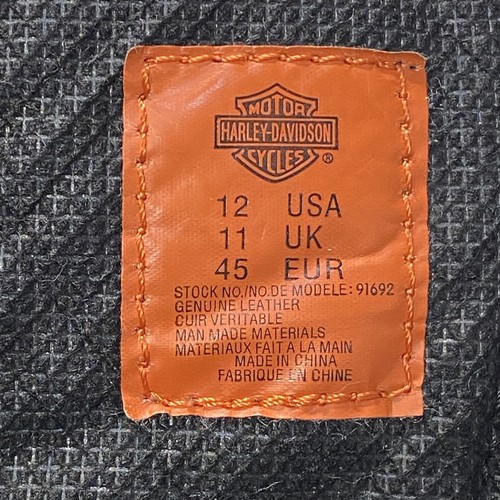 MOTOR
HARLEY-DAVIDSON
CYCLES®
12 USA
11 UK
45 EUR
STOCK NO./NO.DE MODELE: 91692
GENUINE LEATHER
CUIR VERITABLE
MAN MADE MATERIALS
MATERIAUX FAIT A LA MAIN
MADE IN CHINA
FABRIQUE EN CHINE